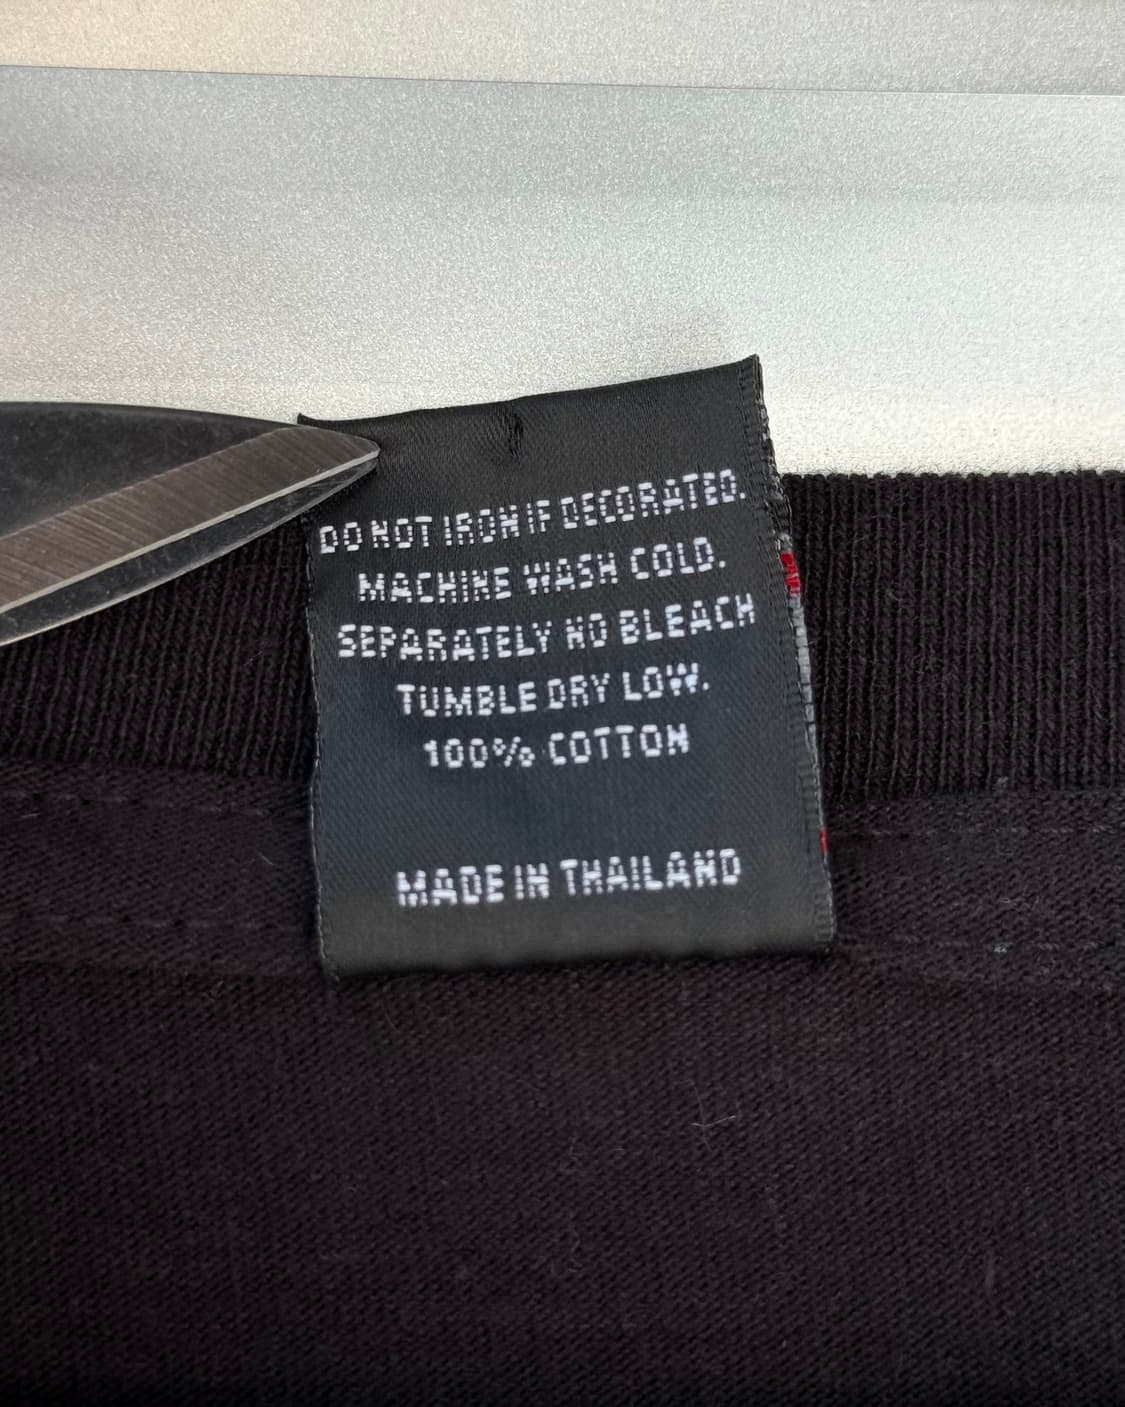 DO NOT IRON IF DECORATED.
MACHINE WASH COLD.
SEPARATELY NO BLEACH
TUMBLE DRY LOW.
100% COTTON
MADE IN THAILAND